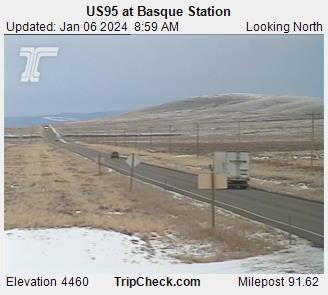 US95 at Basque Station
Updated: Jan 06 2024 8:59 AM Looking North
Elevation 4460 TripCheck.com Milepost 91.62